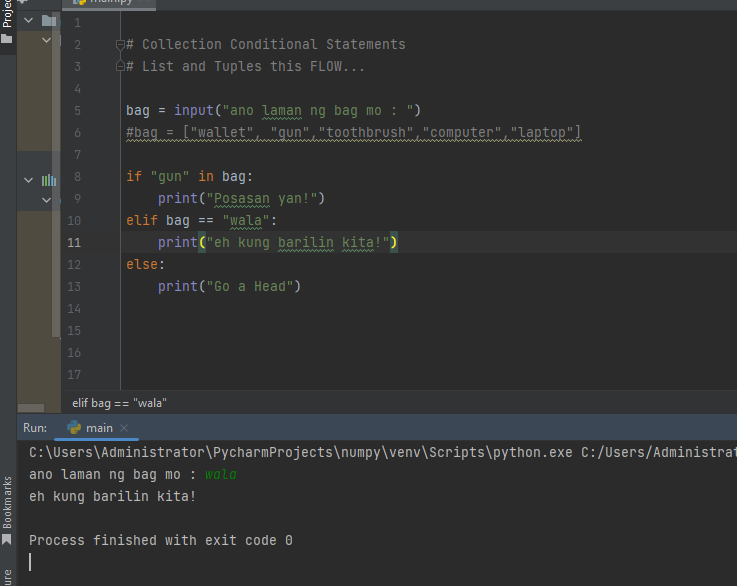 main.py
1
2 # Collection Conditional Statements
3 # List and Tuples this FLOW...
4
5 bag = input("ano laman ng bag mo : ")
6 #bag = ["wallet", "gun","toothbrush","computer","laptop"]
7
8 if "gun" in bag:
9 print("Posasan yan!")
10 elif bag == "wala":
11 print("eh kung barilin kita!")
12 else:
13 print("Go a Head")
14
15
16
17
elif bag == "wala"
Run: main
C:\Users\Administrator\PycharmProjects\numpy\venv\Scripts\python.exe C:/Users/Administrat
ano laman ng bag mo : wala
eh kung barilin kita!
Process finished with exit code 0
Bookmarks